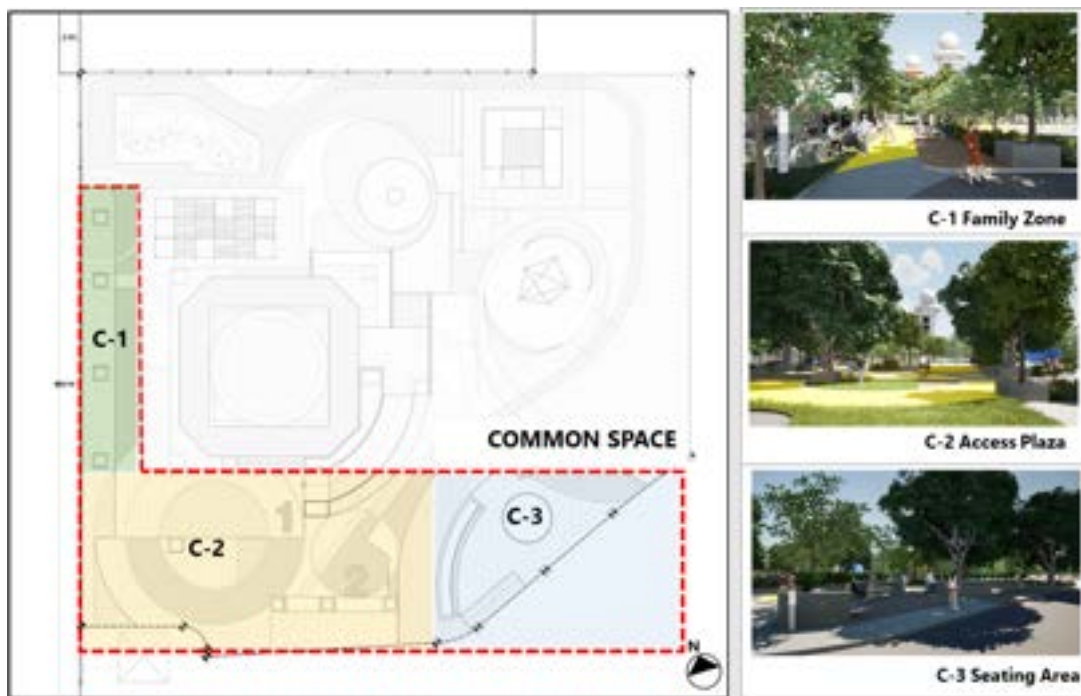 C-1
COMMON SPACE
C-2
1
2
C-3
N
C-1 Family Zone
C-2 Access Plaza
C-3 Seating Area